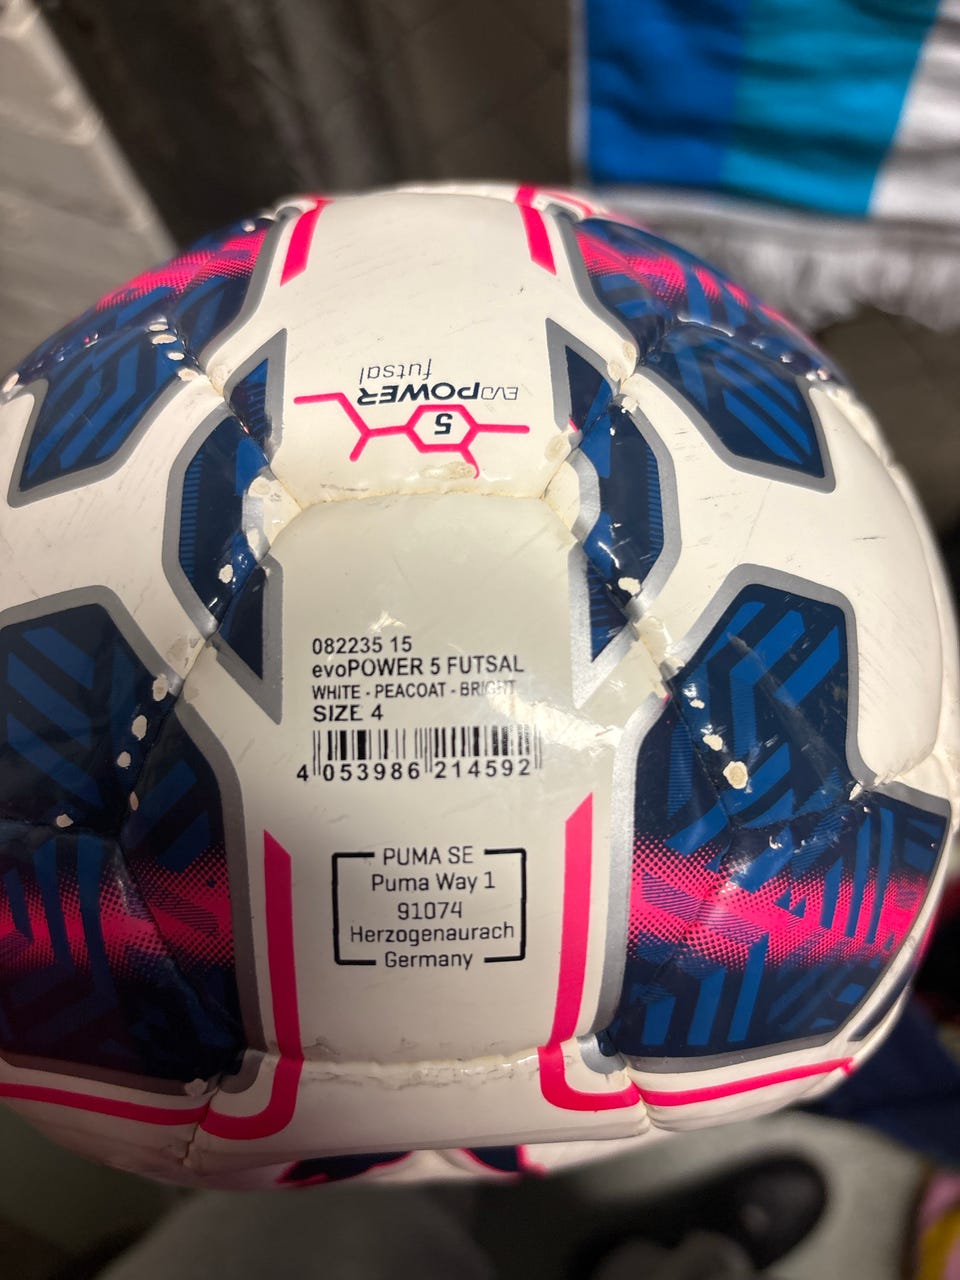 futsal
evoPOWER
5
082235 15
evoPOWER 5 FUTSAL
WHITE - PEACOAT - BRIGHT
SIZE 4
4 053986 214592
PUMA SE
Puma Way 1
91074
Herzogenaurach
Germany